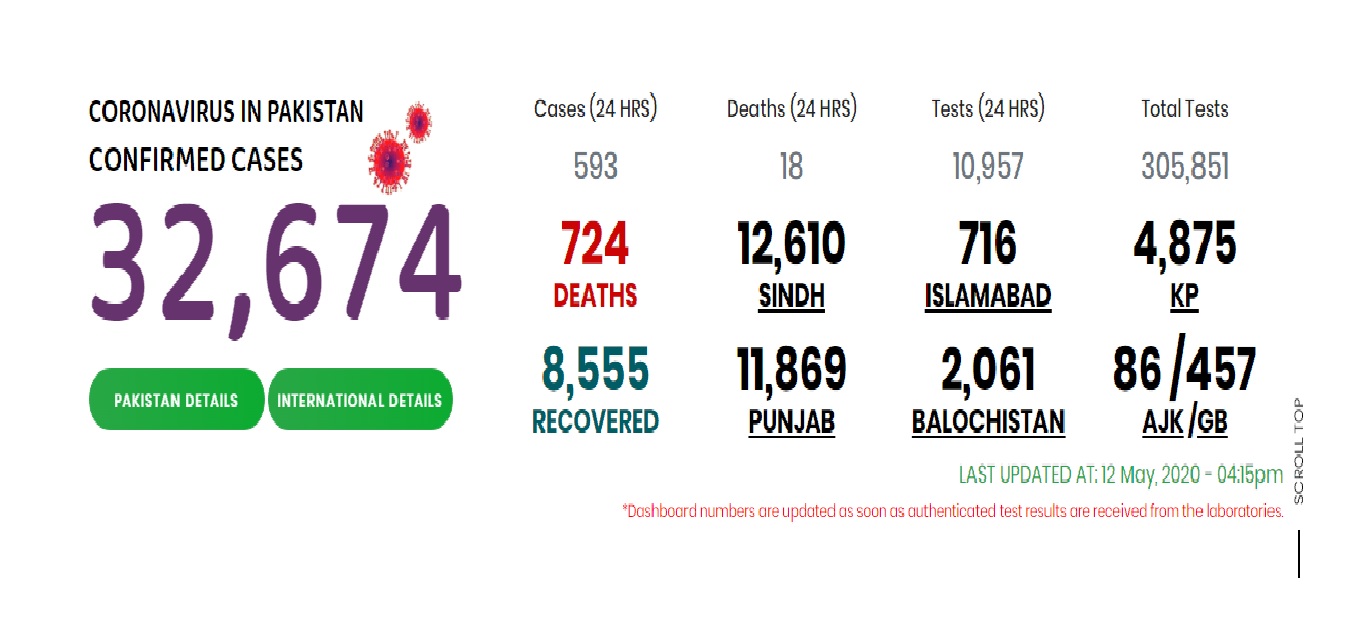 CORONAVIRUS IN PAKISTAN
CONFIRMED CASES
32,674
PAKISTAN DETAILS
INTERNATIONAL DETAILS
Cases (24 HRS)
593
Deaths (24 HRS)
18
Tests (24 HRS)
10,957
Total Tests
305,851
724
DEATHS
12,610
SINDH
716
ISLAMABAD
4,875
KP
8,555
RECOVERED
11,869
PUNJAB
2,061
BALOCHISTAN
86 /457
AJK /GB
LAST UPDATED AT: 12 May, 2020 - 04:15pm
*Dashboard numbers are updated as soon as authenticated test results are received from the laboratories.
SCROLL TOP